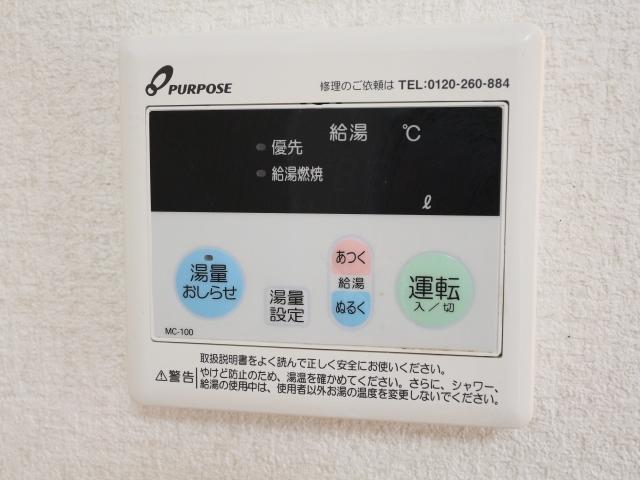 PURPOSE
修理のご依頼は TEL:0120-260-884
給湯 ℃
優先
給湯燃焼
ℓ
湯量
おしらせ
湯量
設定
あつく
給湯
ぬるく
運転
入/切
MC-100
取扱説明書をよく読んで正しく安全にお使いください。
⚠警告 やけど防止のため、湯温を確かめてください。さらに、シャワー、
給湯の使用中は、使用者以外お湯の温度を変更しないでください。